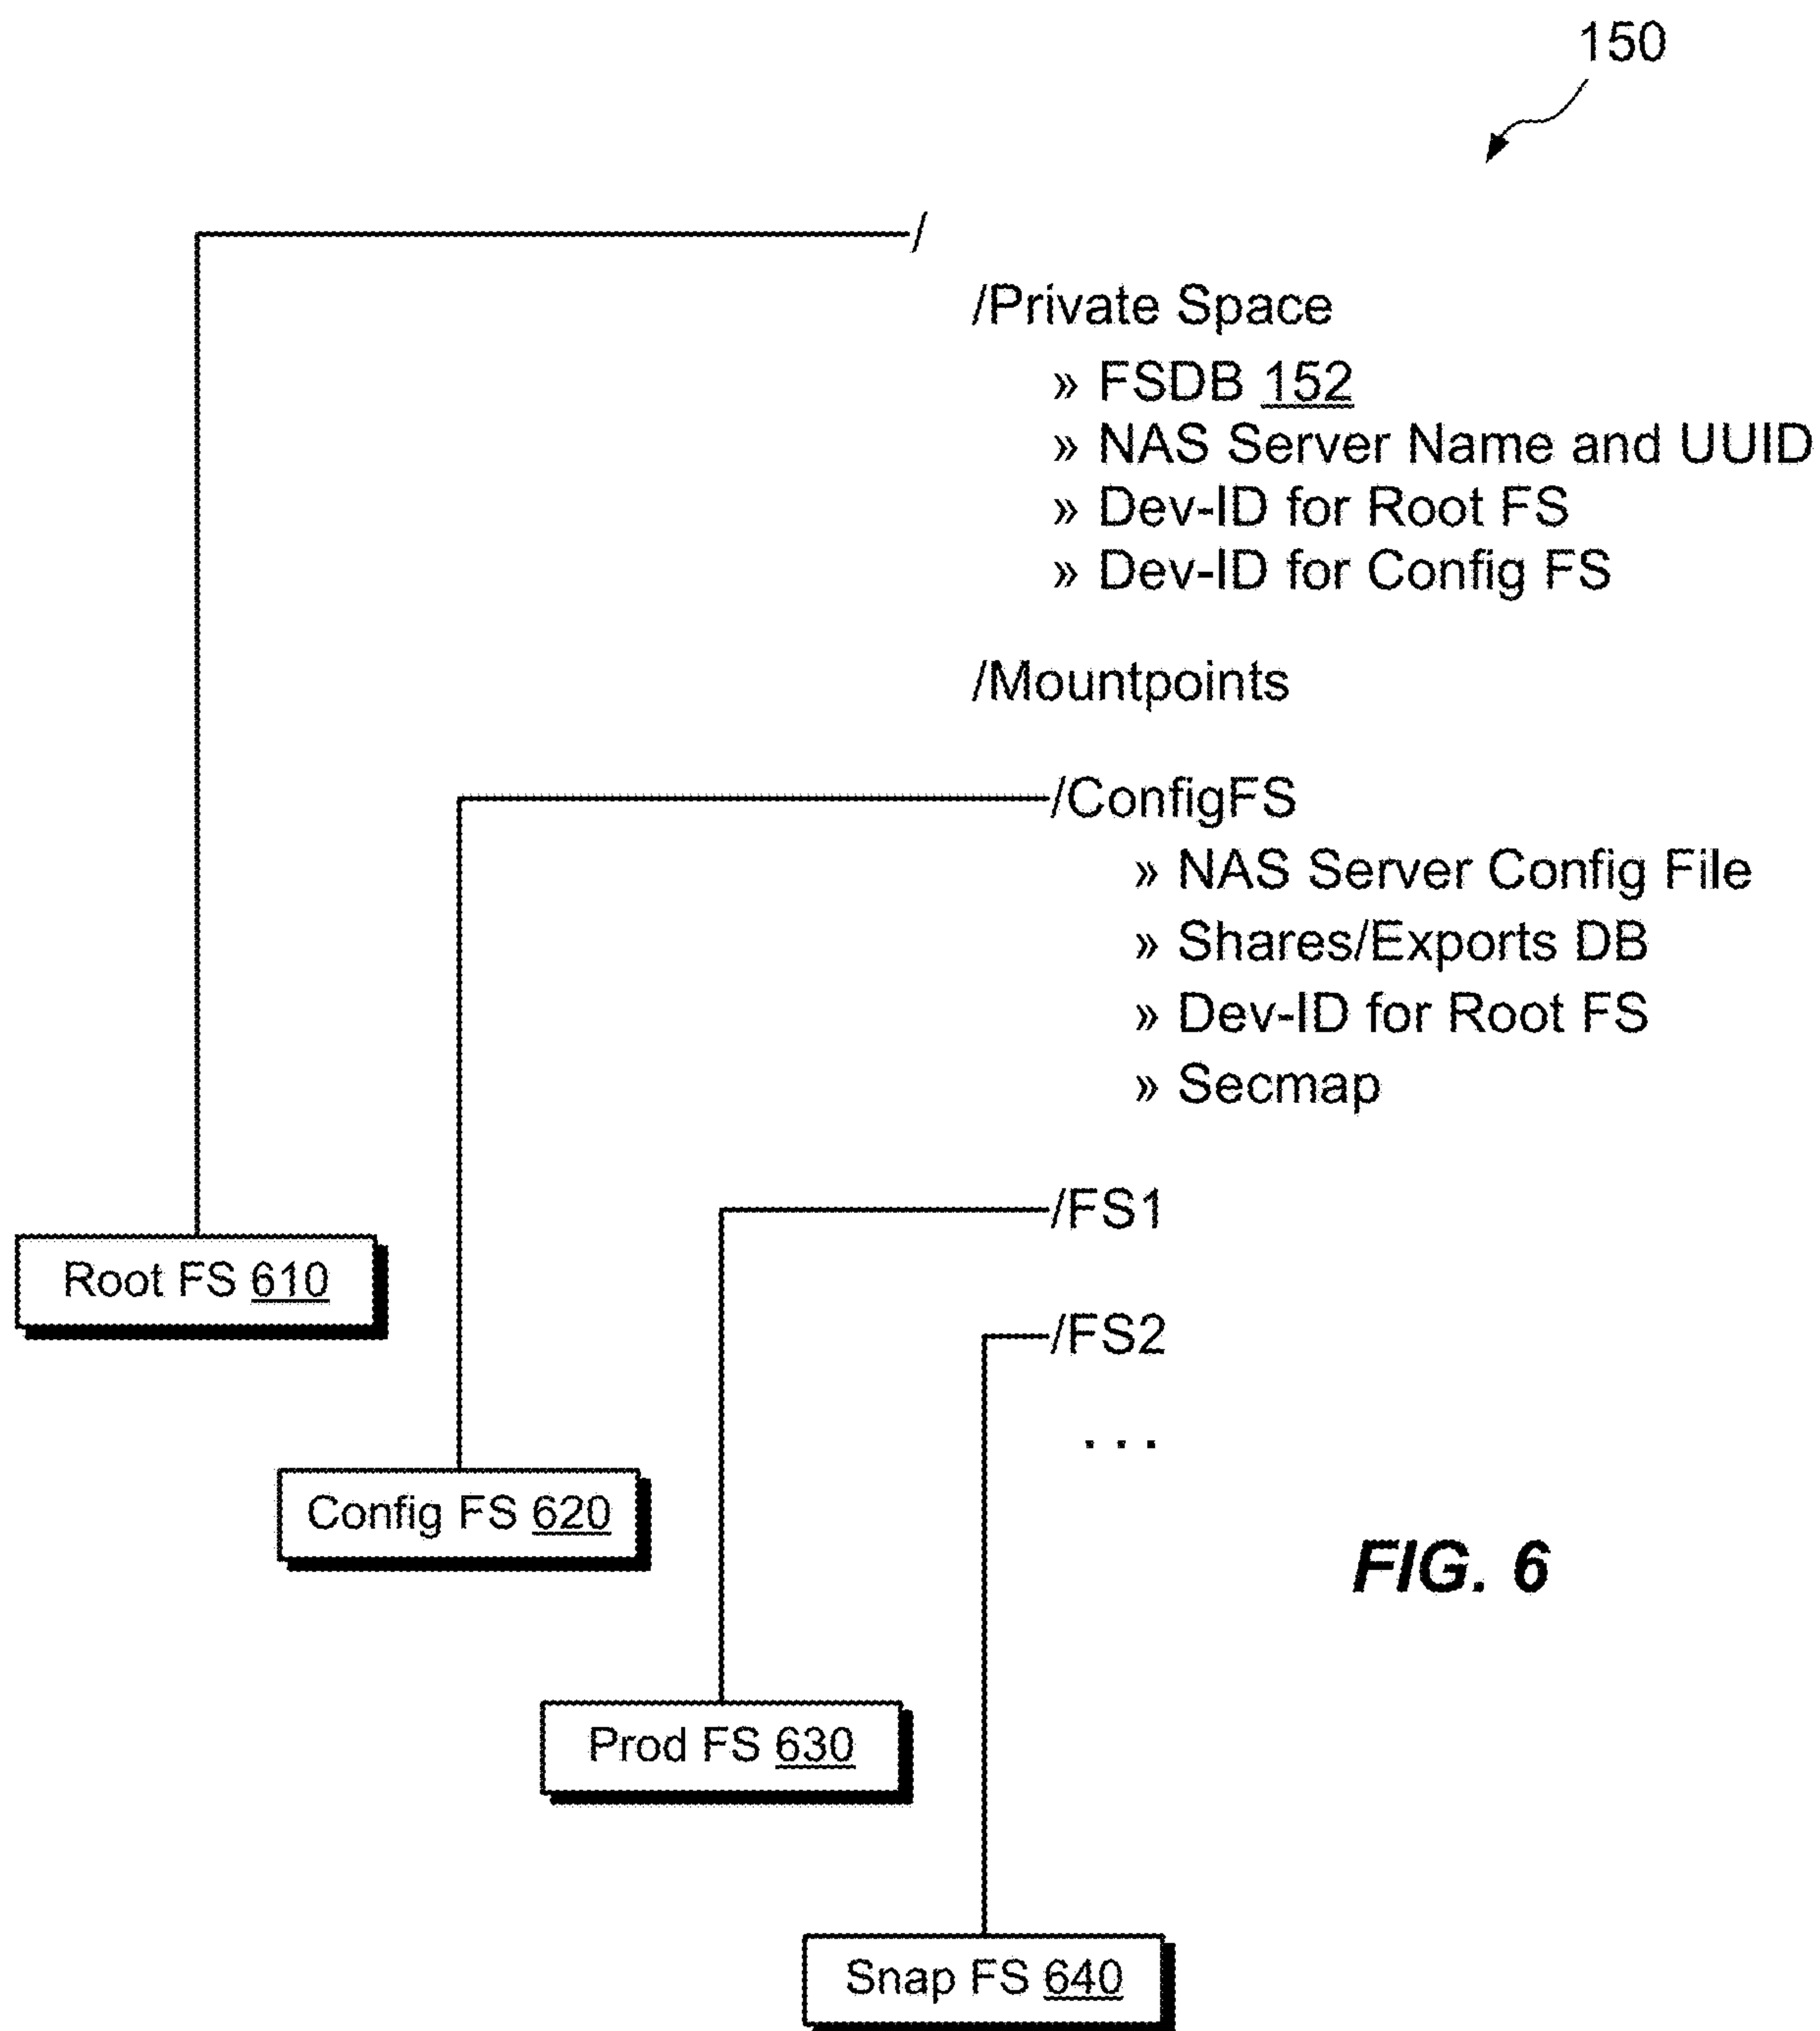 150
/
/Private Space
» FSDB 152
» NAS Server Name and UUID
» Dev-ID for Root FS
» Dev-ID for Config FS
/Mountpoints
/ConfigFS
» NAS Server Config File
» Shares/Exports DB
» Dev-ID for Root FS
» Secmap
/FS1
Root FS 610
/FS2
. . .
Config FS 620
FIG. 6
Prod FS 630
Snap FS 640